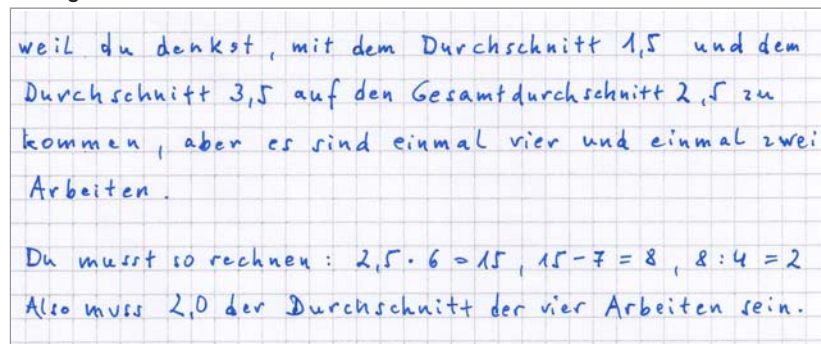 weil du denkst, mit dem Durchschnitt 1,5 und dem
Durchschnitt 3,5 auf den Gesamtdurchschnitt 2,5 zu
kommen, aber es sind einmal vier und einmal zwei
Arbeiten.
Du musst so rechnen: 2,5 · 6 = 15, 15 - 7 = 8, 8 : 4 = 2
Also muss 2,0 der Durchschnitt der vier Arbeiten sein.